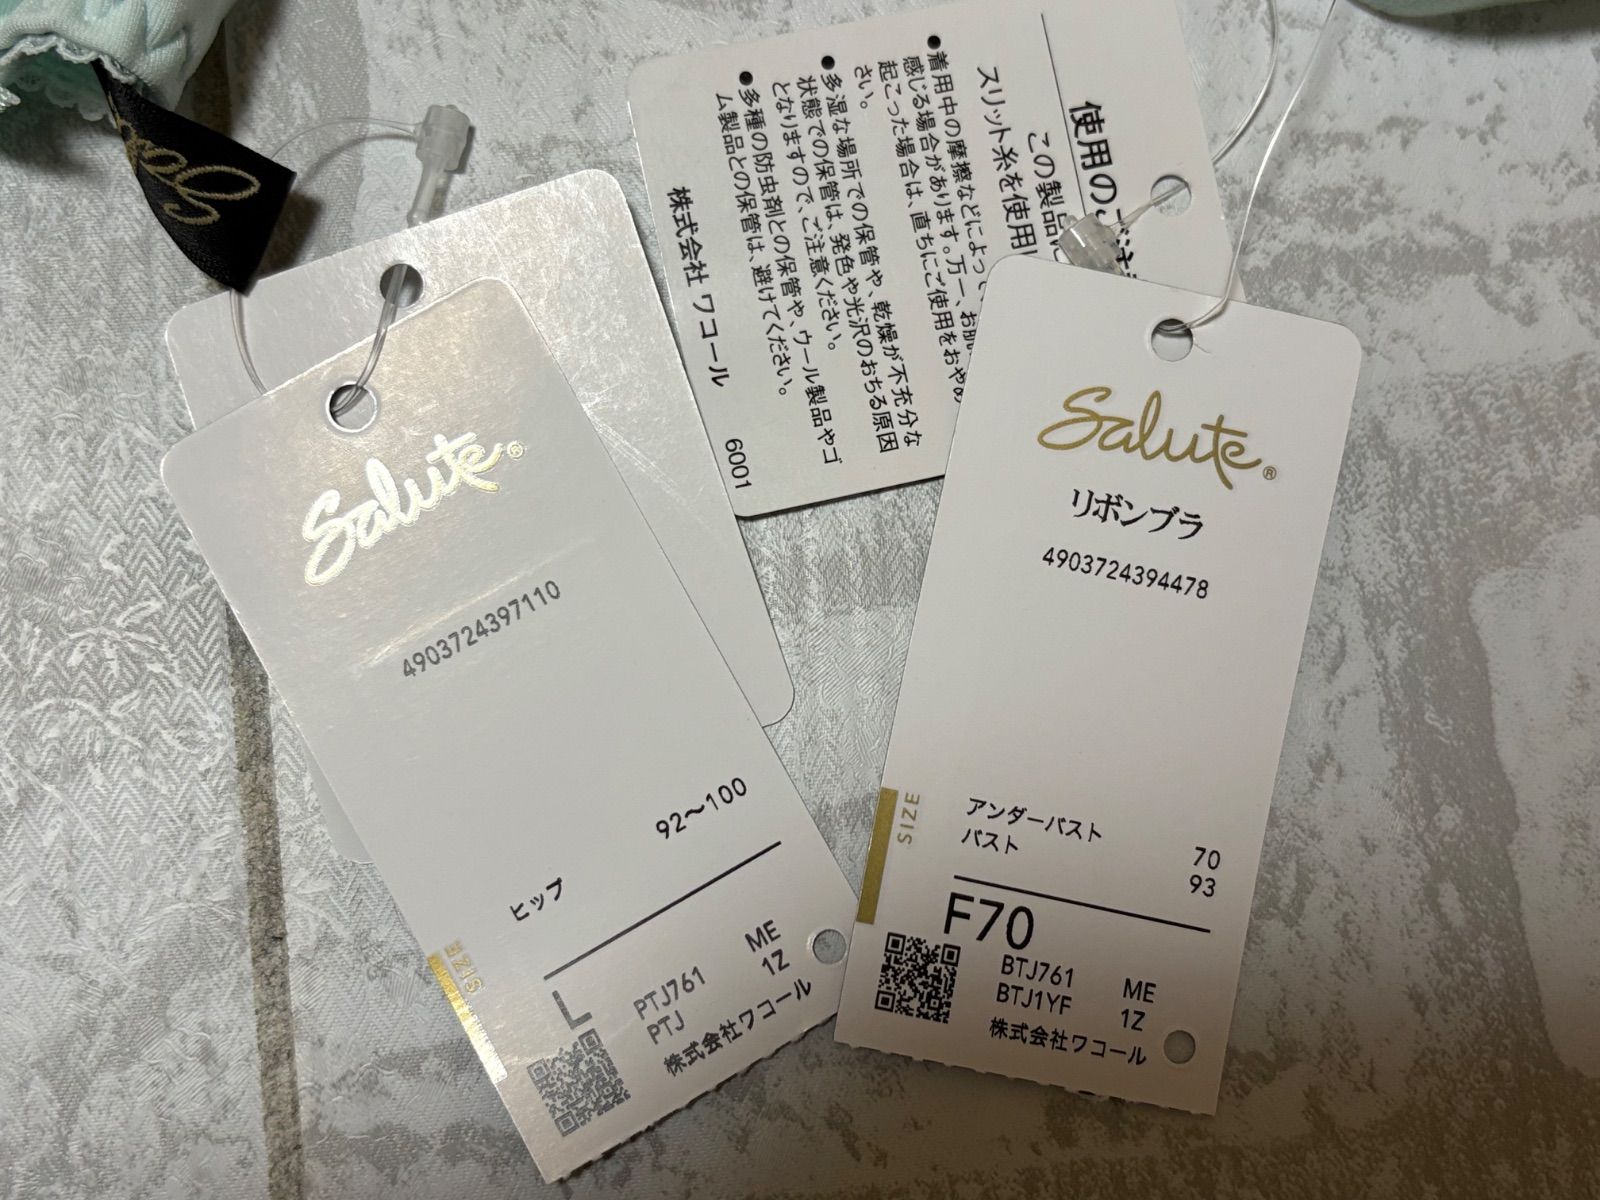 Salute®
4903724397110
92〜100
ヒップ
SIZE
L
PTJ761 ME
PTJ 1Z
株式会社ワコール
使用の
この製品に
スリット糸を使用
●着用中の摩擦などによって
感じる場合があります。万一、お肌
起こった場合は、直ちにご使用をおやめ
さい。
●多湿な場所での保管や、乾燥が不充分な
状態での保管は、発色や光沢のおちる原因
となりますので、ご注意ください。
●多種の防虫剤との保管や、ウール製品やゴ
ム製品との保管は、避けてください。
株式会社 ワコール 6001
Salute®
リボンブラ
4903724394478
SIZE
アンダーバスト 70
バスト 93
F70
BTJ761 ME
BTJ1YF 1Z
株式会社ワコール